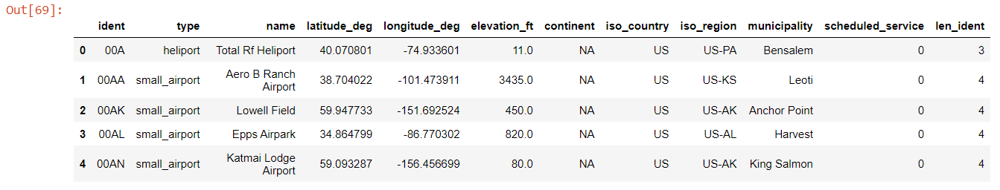 Out[69]:
ident type name latitude_deg longitude_deg elevation_ft continent iso_country iso_region municipality scheduled_service len_ident
0 00A heliport Total Rf Heliport 40.070801 -74.933601 11.0 NA US US-PA Bensalem 0 3
1 00AA small_airport Aero B Ranch Airport 38.704022 -101.473911 3435.0 NA US US-KS Leoti 0 4
2 00AK small_airport Lowell Field 59.947733 -151.692524 450.0 NA US US-AK Anchor Point 0 4
3 00AL small_airport Epps Airpark 34.864799 -86.770302 820.0 NA US US-AL Harvest 0 4
4 00AN small_airport Katmai Lodge Airport 59.093287 -156.456699 80.0 NA US US-AK King Salmon 0 4